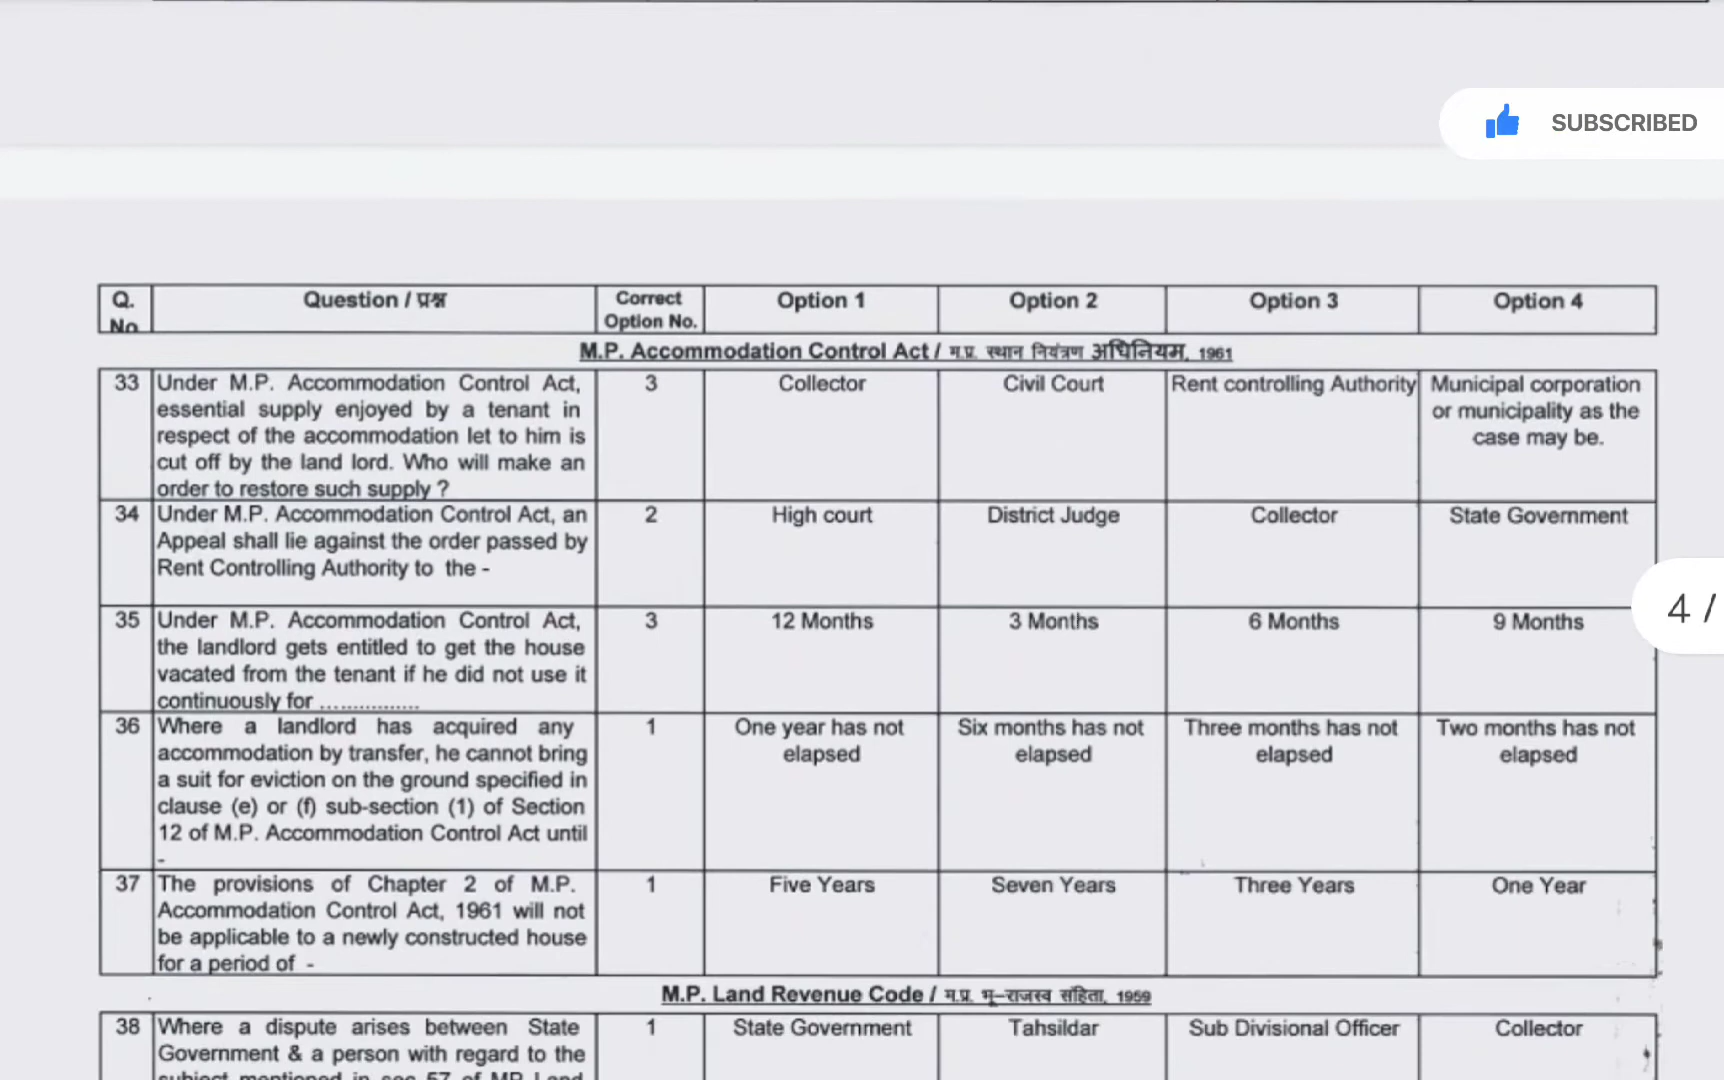 SUBSCRIBED
Q. No
Question / प्रश्न
Correct Option No.
Option 1
Option 2
Option 3
Option 4
M.P. Accommodation Control Act / म.प्र. स्थान नियंत्रण अधिनियम, 1961
33
Under M.P. Accommodation Control Act,
essential supply enjoyed by a tenant in
respect of the accommodation let to him is
cut off by the land lord. Who will make an
order to restore such supply ?
3
Collector
Civil Court
Rent controlling Authority
Municipal corporation
or municipality as the
case may be.
34
Under M.P. Accommodation Control Act, an
Appeal shall lie against the order passed by
Rent Controlling Authority to the -
2
High court
District Judge
Collector
State Government
35
Under M.P. Accommodation Control Act,
the landlord gets entitled to get the house
vacated from the tenant if he did not use it
continuously for ................
3
12 Months
3 Months
6 Months
9 Months
4 /
36
Where a landlord has acquired any
accommodation by transfer, he cannot bring
a suit for eviction on the ground specified in
clause (e) or (f) sub-section (1) of Section
12 of M.P. Accommodation Control Act until
-
1
One year has not
elapsed
Six months has not
elapsed
Three months has not
elapsed
Two months has not
elapsed
37
The provisions of Chapter 2 of M.P.
Accommodation Control Act, 1961 will not
be applicable to a newly constructed house
for a period of -
1
Five Years
Seven Years
Three Years
One Year
M.P. Land Revenue Code / म.प्र. भू-राजस्व संहिता, 1959
38
Where a dispute arises between State
Government & a person with regard to the
subject mentioned in sec 57 of MP Land
1
State Government
Tahsildar
Sub Divisional Officer
Collector